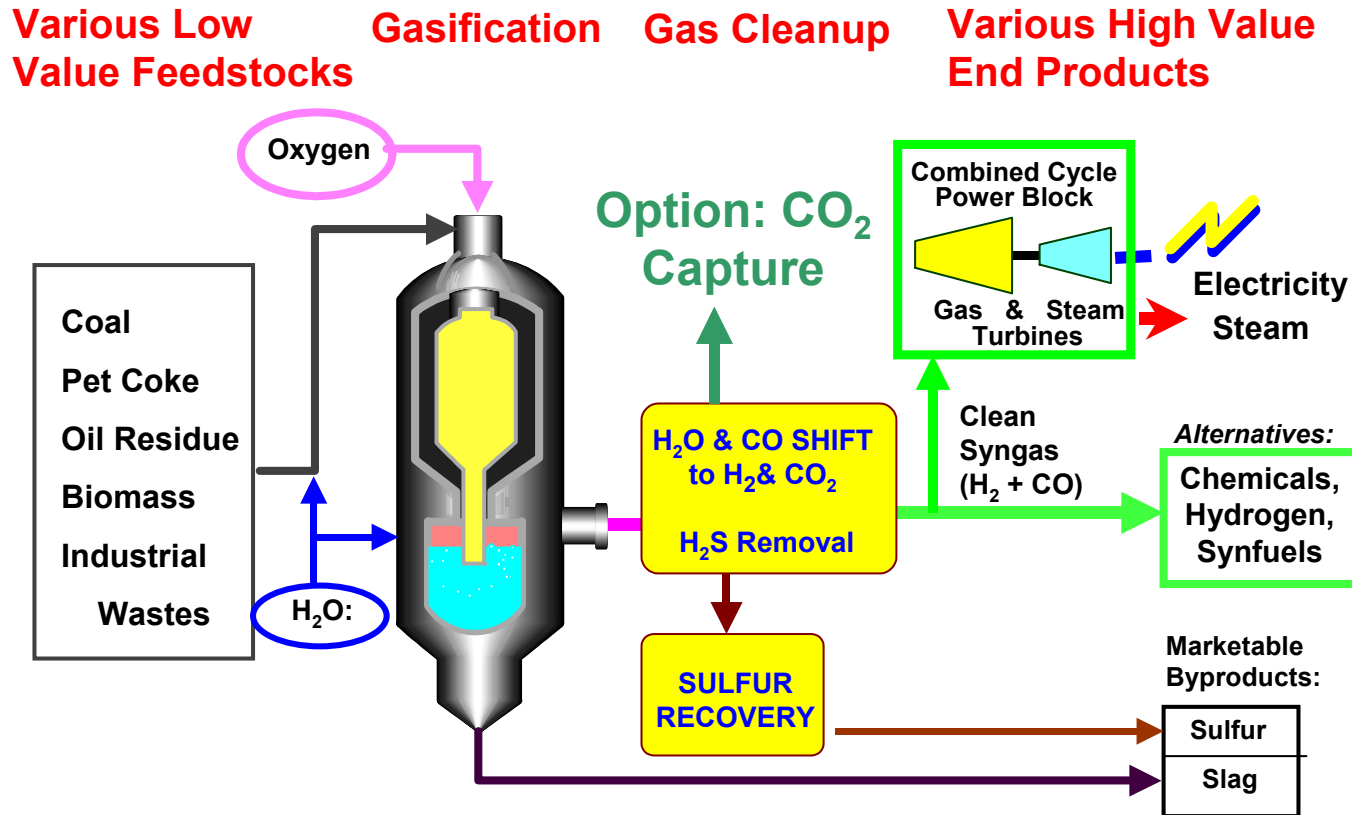 Various Low
Value Feedstocks
Gasification
Gas Cleanup
Various High Value
End Products
Oxygen
Coal
Pet Coke
Oil Residue
Biomass
Industrial
Wastes
H₂O:
Option: CO₂
Capture
H₂O & CO SHIFT
to H₂& CO₂
H₂S Removal
SULFUR
RECOVERY
Combined Cycle
Power Block
Gas & Steam
Turbines
Electricity
Steam
Clean
Syngas
(H₂ + CO)
Alternatives:
Chemicals,
Hydrogen,
Synfuels
Marketable
Byproducts:
Sulfur
Slag